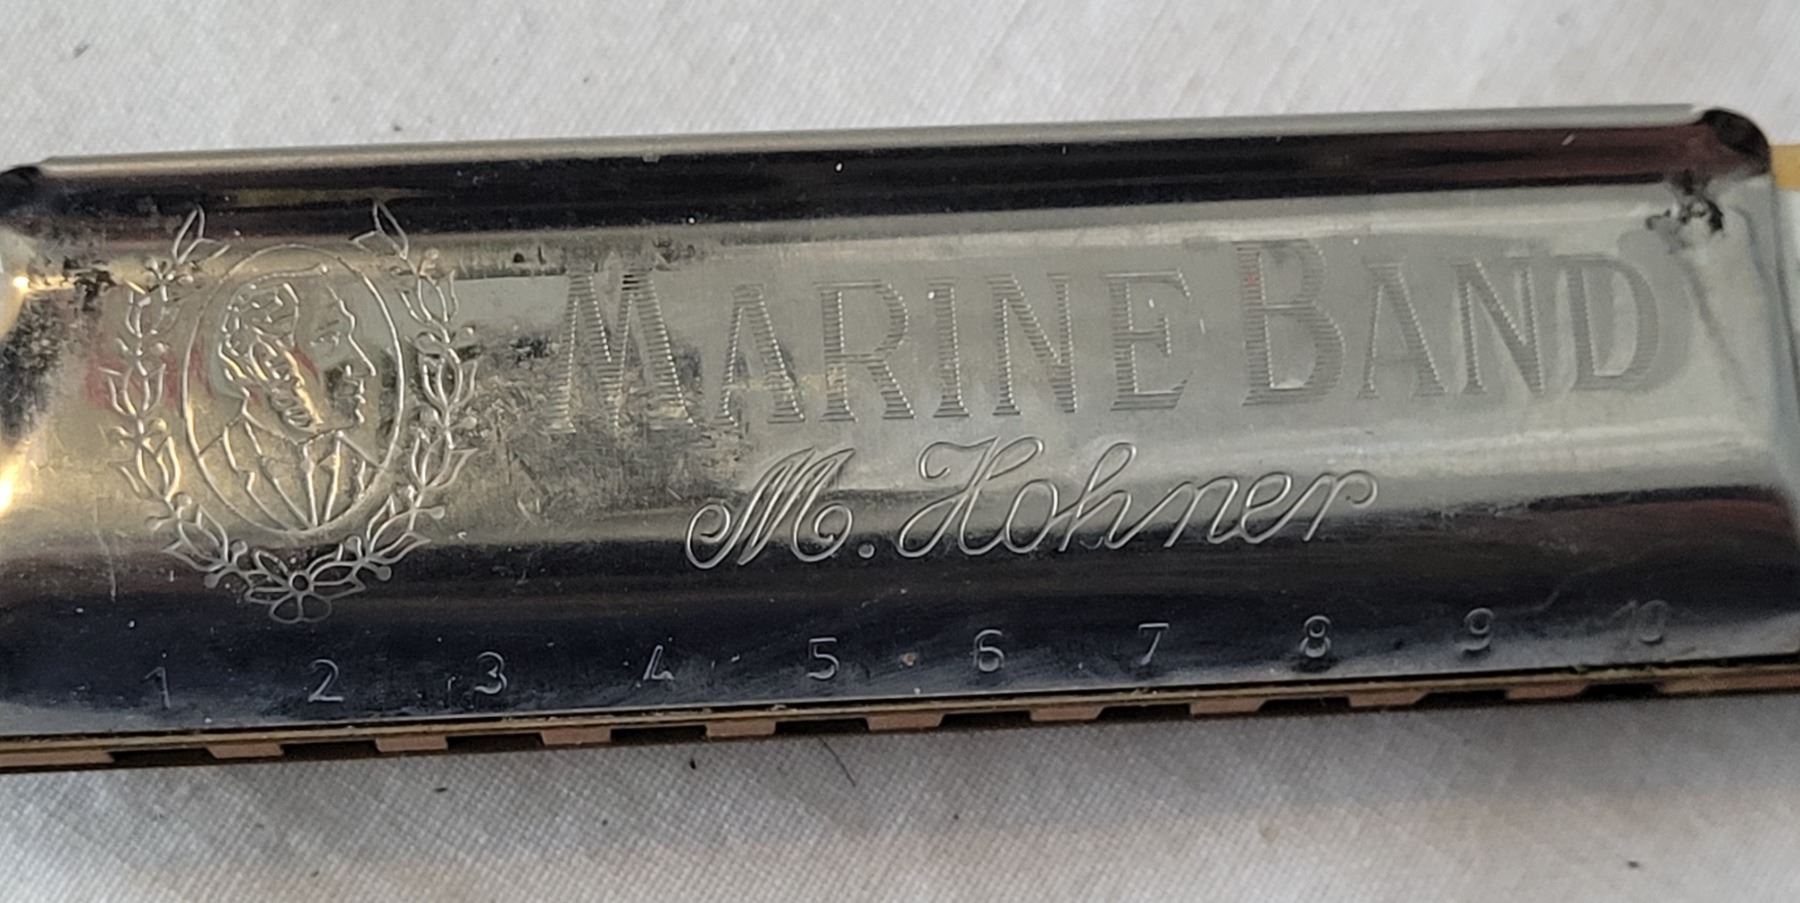 MARINE BAND
M. Hohner
1 2 3 4 5 6 7 8 9 10